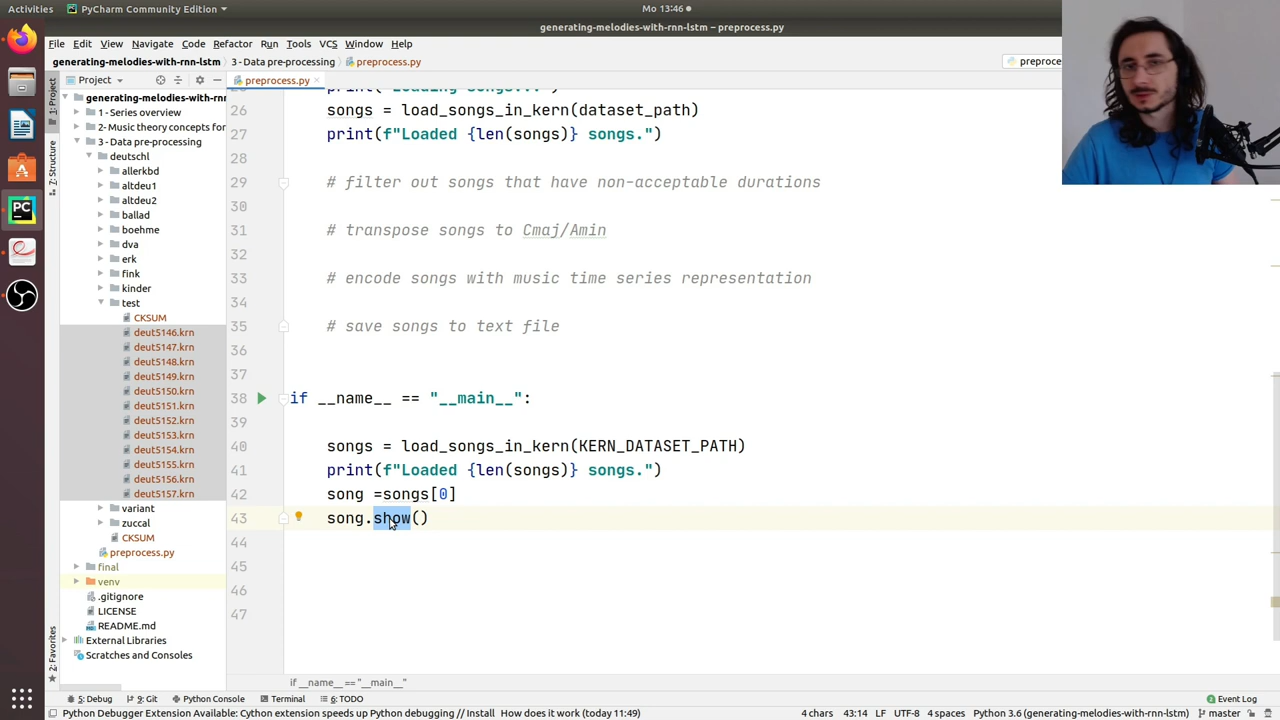 Activities
PyCharm Community Edition
Mo 13:46
generating-melodies-with-rnn-lstm – preprocess.py
File Edit View Navigate Code Refactor Run Tools VCS Window Help
generating-melodies-with-rnn-lstm 3 - Data pre-processing preprocess.py
Project
preprocess.py
1: Project
7: Structure
2: Favorites
generating-melodies-with-rnn
1 - Series overview
2- Music theory concepts for
3 - Data pre-processing
deutschl
allerkbd
altdeu1
altdeu2
ballad
boehme
dva
erk
fink
kinder
test
CKSUM
deut5146.krn
deut5147.krn
deut5148.krn
deut5149.krn
deut5150.krn
deut5151.krn
deut5152.krn
deut5153.krn
deut5154.krn
deut5155.krn
deut5156.krn
deut5157.krn
variant
zuccal
CKSUM
preprocess.py
final
venv
.gitignore
LICENSE
README.md
External Libraries
Scratches and Consoles
26 songs = load_songs_in_kern(dataset_path)
27 print(f"Loaded {len(songs)} songs.")
28
29 # filter out songs that have non-acceptable durations
30
31 # transpose songs to Cmaj/Amin
32
33 # encode songs with music time series representation
34
35 # save songs to text file
36
37
38 if __name__ == "__main__":
39
40 songs = load_songs_in_kern(KERN_DATASET_PATH)
41 print(f"Loaded {len(songs)} songs.")
42 song =songs[0]
43 song.show()
44
45
46
47
if __name__ == "__main__"
5: Debug 9: Git Python Console Terminal 6: TODO Event Log
Python Debugger Extension Available: Cython extension speeds up Python debugging // Install How does it work (today 11:49) 4 chars 43:14 LF UTF-8 4 spaces Python 3.6 (generating-melodies-with-rnn-lstm) master